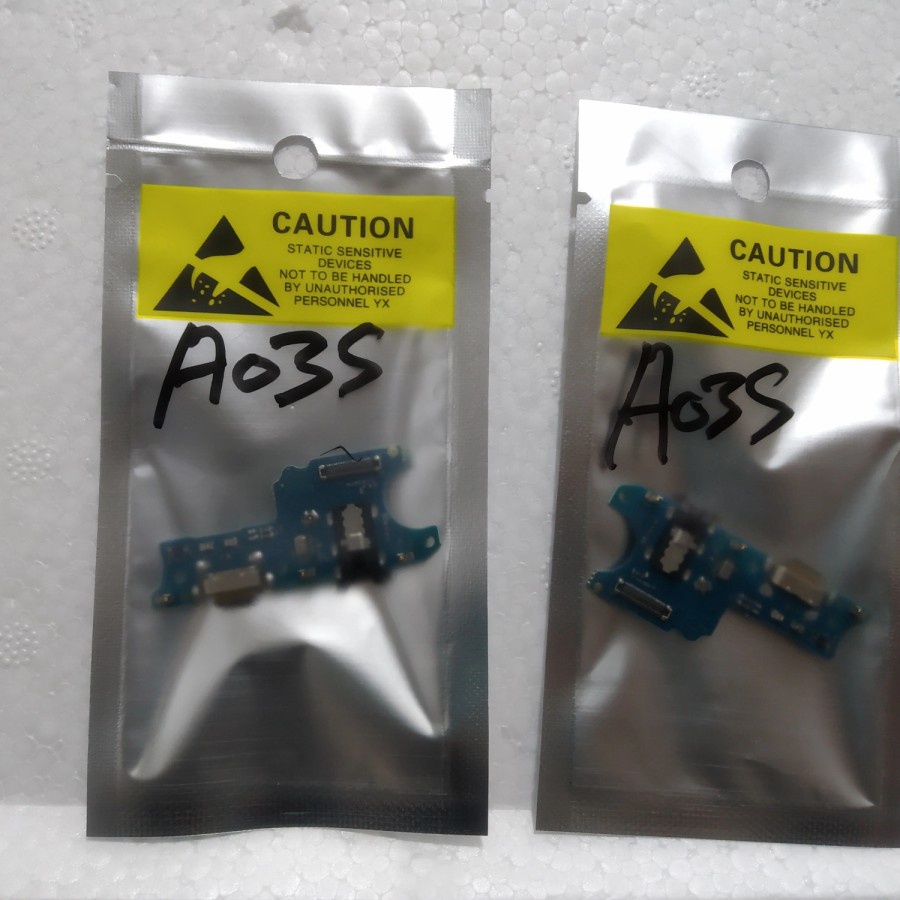 CAUTION
STATIC SENSITIVE
DEVICES
NOT TO BE HANDLED
BY UNAUTHORISED
PERSONNEL YX
A03S
CAUTION
STATIC SENSITIVE
DEVICES
NOT TO BE HANDLED
BY UNAUTHORISED
PERSONNEL YX
A03S